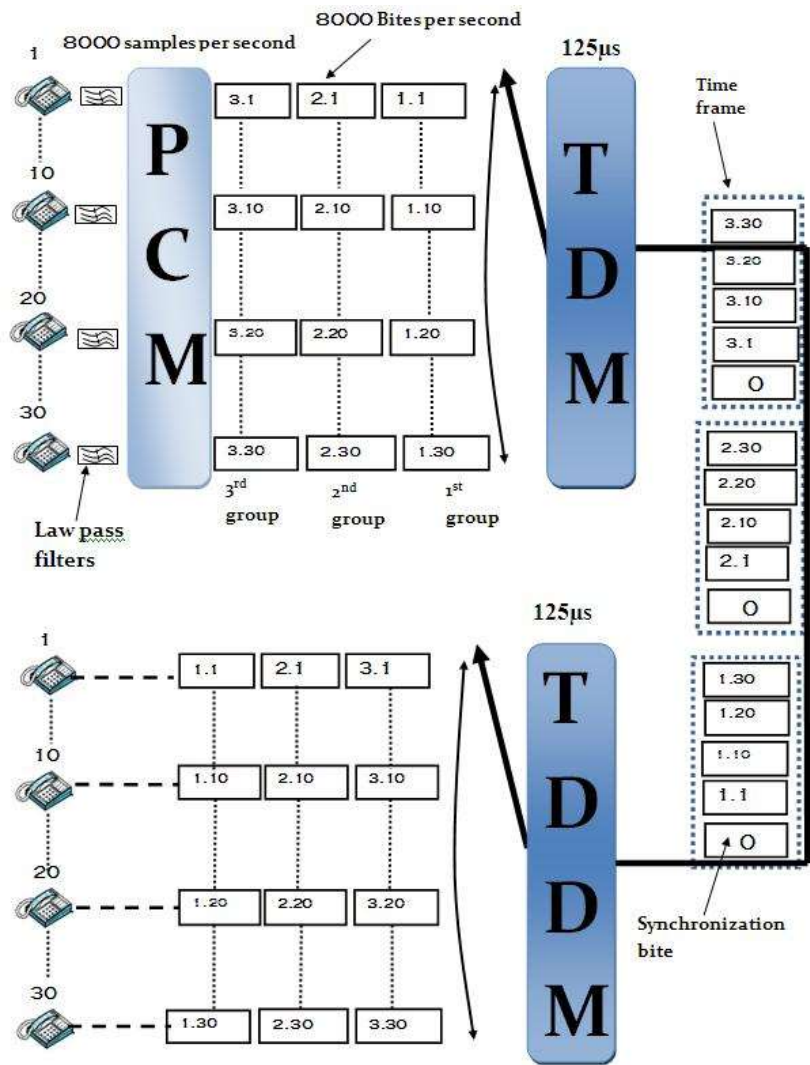 8000 samples per second
8000 Bites per second
125µs
Time
frame
1
10
20
30
P
C
M
3.1
2.1
1.1
3.10
2.10
1.10
3.20
2.20
1.20
3.30
2.30
1.30
3rd
group
2nd
group
1st
group
Law pass
filters
T
D
M
3.30
3.20
3.10
3.1
0
2.30
2.20
2.10
2.1
0
1.30
1.20
1.10
1.1
0
Synchronization
bite
125µs
1
10
20
30
1.1
2.1
3.1
1.10
2.10
3.10
1.20
2.20
3.20
1.30
2.30
3.30
T
D
D
M